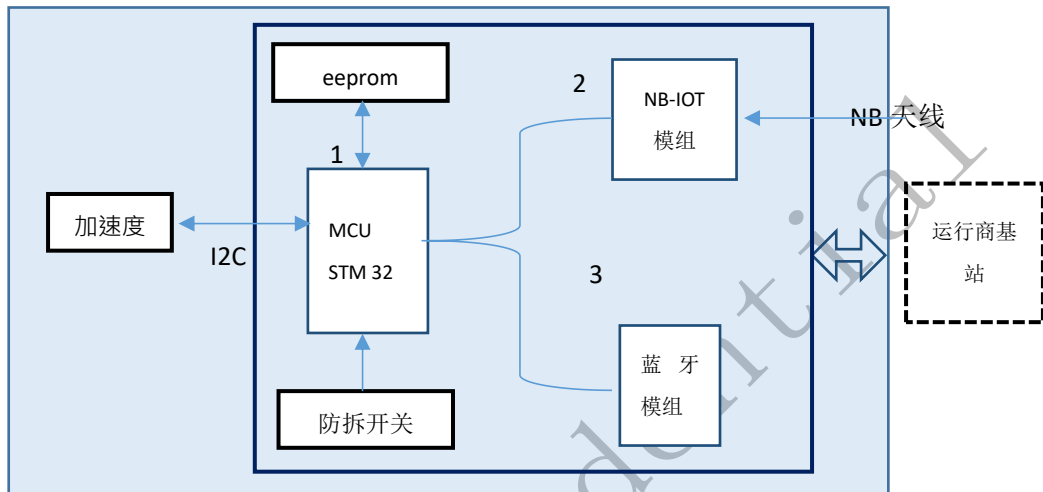 eeprom
1
2
NB-IOT
模组
NB 天线
加速度
I2C
MCU
STM 32
3
运行商基
站
蓝 牙
模组
防拆开关
dential